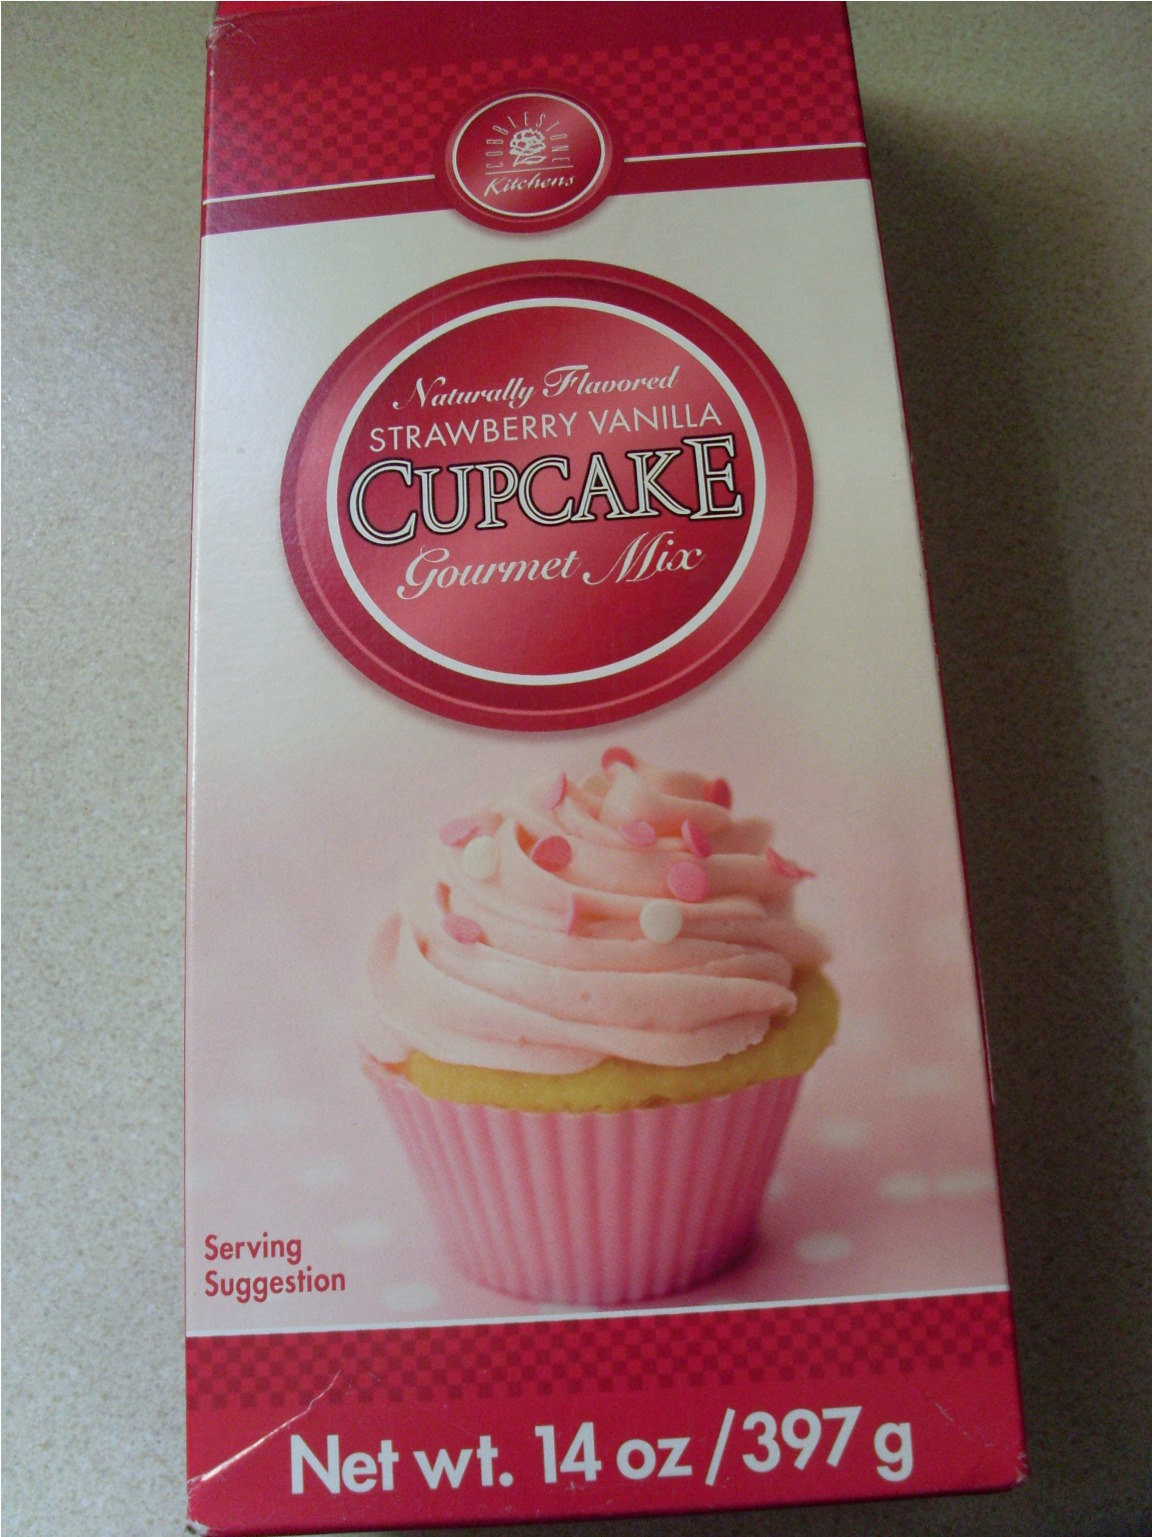 COBBLESTONE
Kitchens
Naturally Flavored
STRAWBERRY VANILLA
CUPCAKE
Gourmet Mix
Serving
Suggestion
Net wt. 14 oz / 397 g